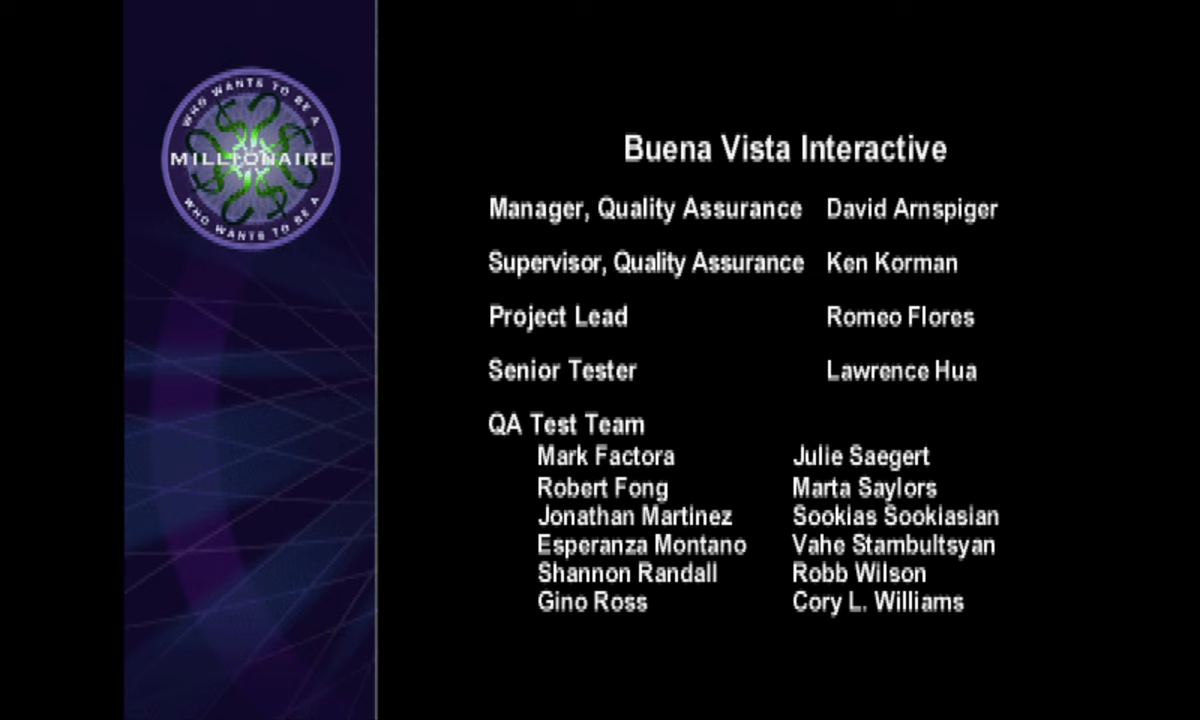 WHO WANTS TO BE A
MILLIONAIRE
WHO WANTS TO BE A
Buena Vista Interactive
Manager, Quality Assurance David Arnspiger
Supervisor, Quality Assurance Ken Korman
Project Lead Romeo Flores
Senior Tester Lawrence Hua
QA Test Team
Mark Factora Julie Saegert
Robert Fong Marta Saylors
Jonathan Martinez Sookias Sookiasian
Esperanza Montano Vahe Stambultsyan
Shannon Randall Robb Wilson
Gino Ross Cory L. Williams